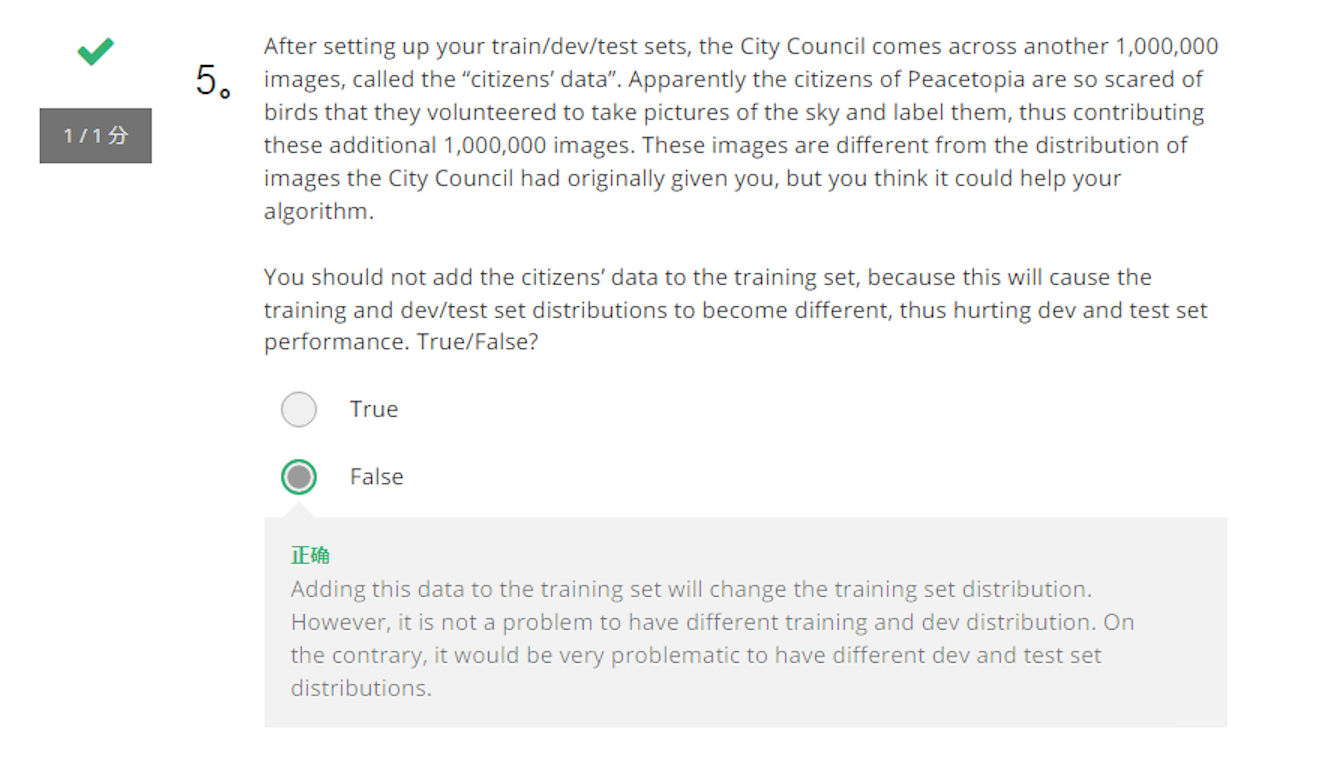 5。
1 / 1 分
After setting up your train/dev/test sets, the City Council comes across another 1,000,000
images, called the “citizens’ data”. Apparently the citizens of Peacetopia are so scared of
birds that they volunteered to take pictures of the sky and label them, thus contributing
these additional 1,000,000 images. These images are different from the distribution of
images the City Council had originally given you, but you think it could help your
algorithm.
You should not add the citizens’ data to the training set, because this will cause the
training and dev/test set distributions to become different, thus hurting dev and test set
performance. True/False?
True
False
正确
Adding this data to the training set will change the training set distribution.
However, it is not a problem to have different training and dev distribution. On
the contrary, it would be very problematic to have different dev and test set
distributions.